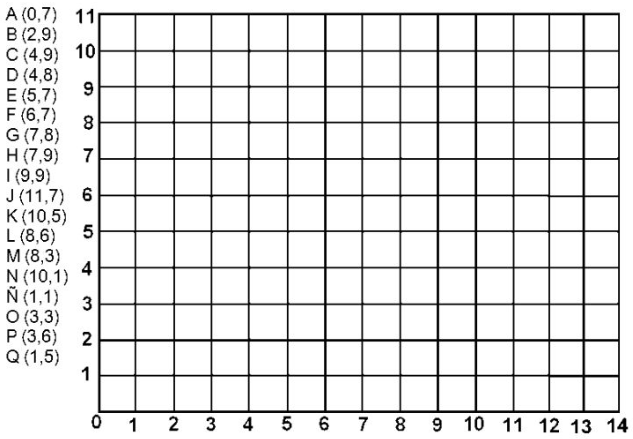 A (0,7)
B (2,9)
C (4,9)
D (4,8)
E (5,7)
F (6,7)
G (7,8)
H (7,9)
I (9,9)
J (11,7)
K (10,5)
L (8,6)
M (8,3)
N (10,1)
Ñ (1,1)
O (3,3)
P (3,6)
Q (1,5)
11
10
9
8
7
6
5
4
3
2
1
0 1 2 3 4 5 6 7 8 9 10 11 12 13 14